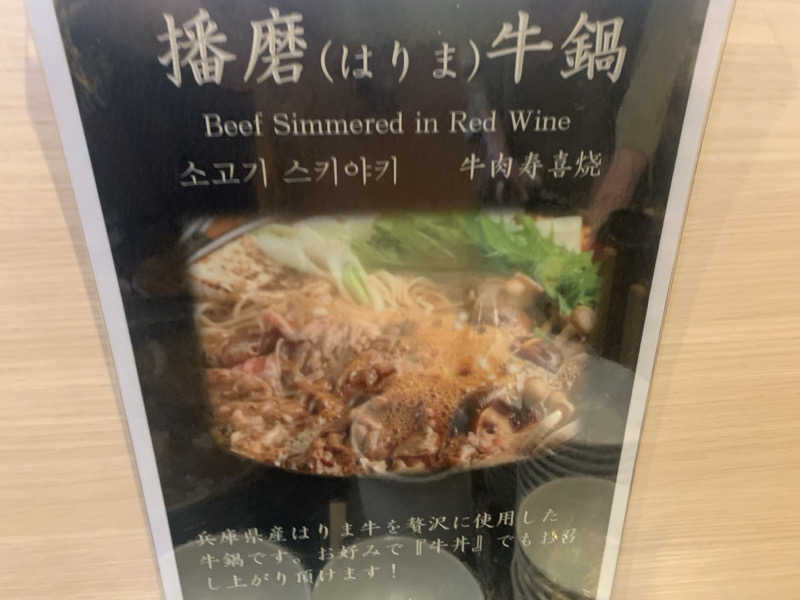 播磨(はりま)牛鍋
Beef Simmered in Red Wine
소고기 스키야키 牛肉寿喜烧
兵庫県産はりま牛を贅沢に使用した
牛鍋です。お好みで『牛丼』でもお召
し上がり頂けます！